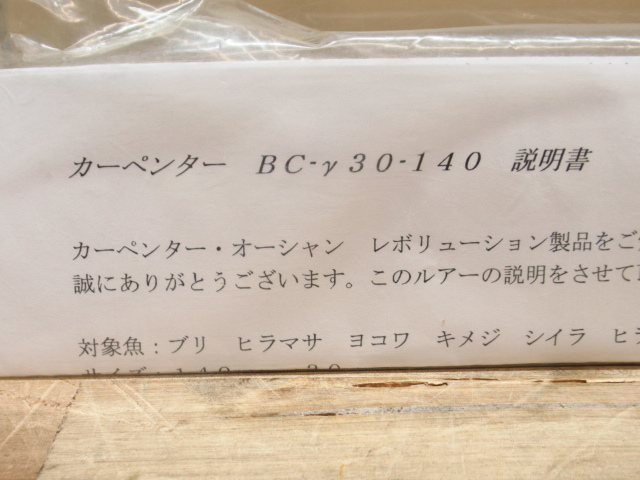 カーペンター　ＢＣ-γ３０-１４０　説明書
カーペンター・オーシャン　レボリューション製品をご
誠にありがとうございます。このルアーの説明をさせて
対象魚：ブリ　ヒラマサ　ヨコワ　キメジ　シイラ　ヒラ